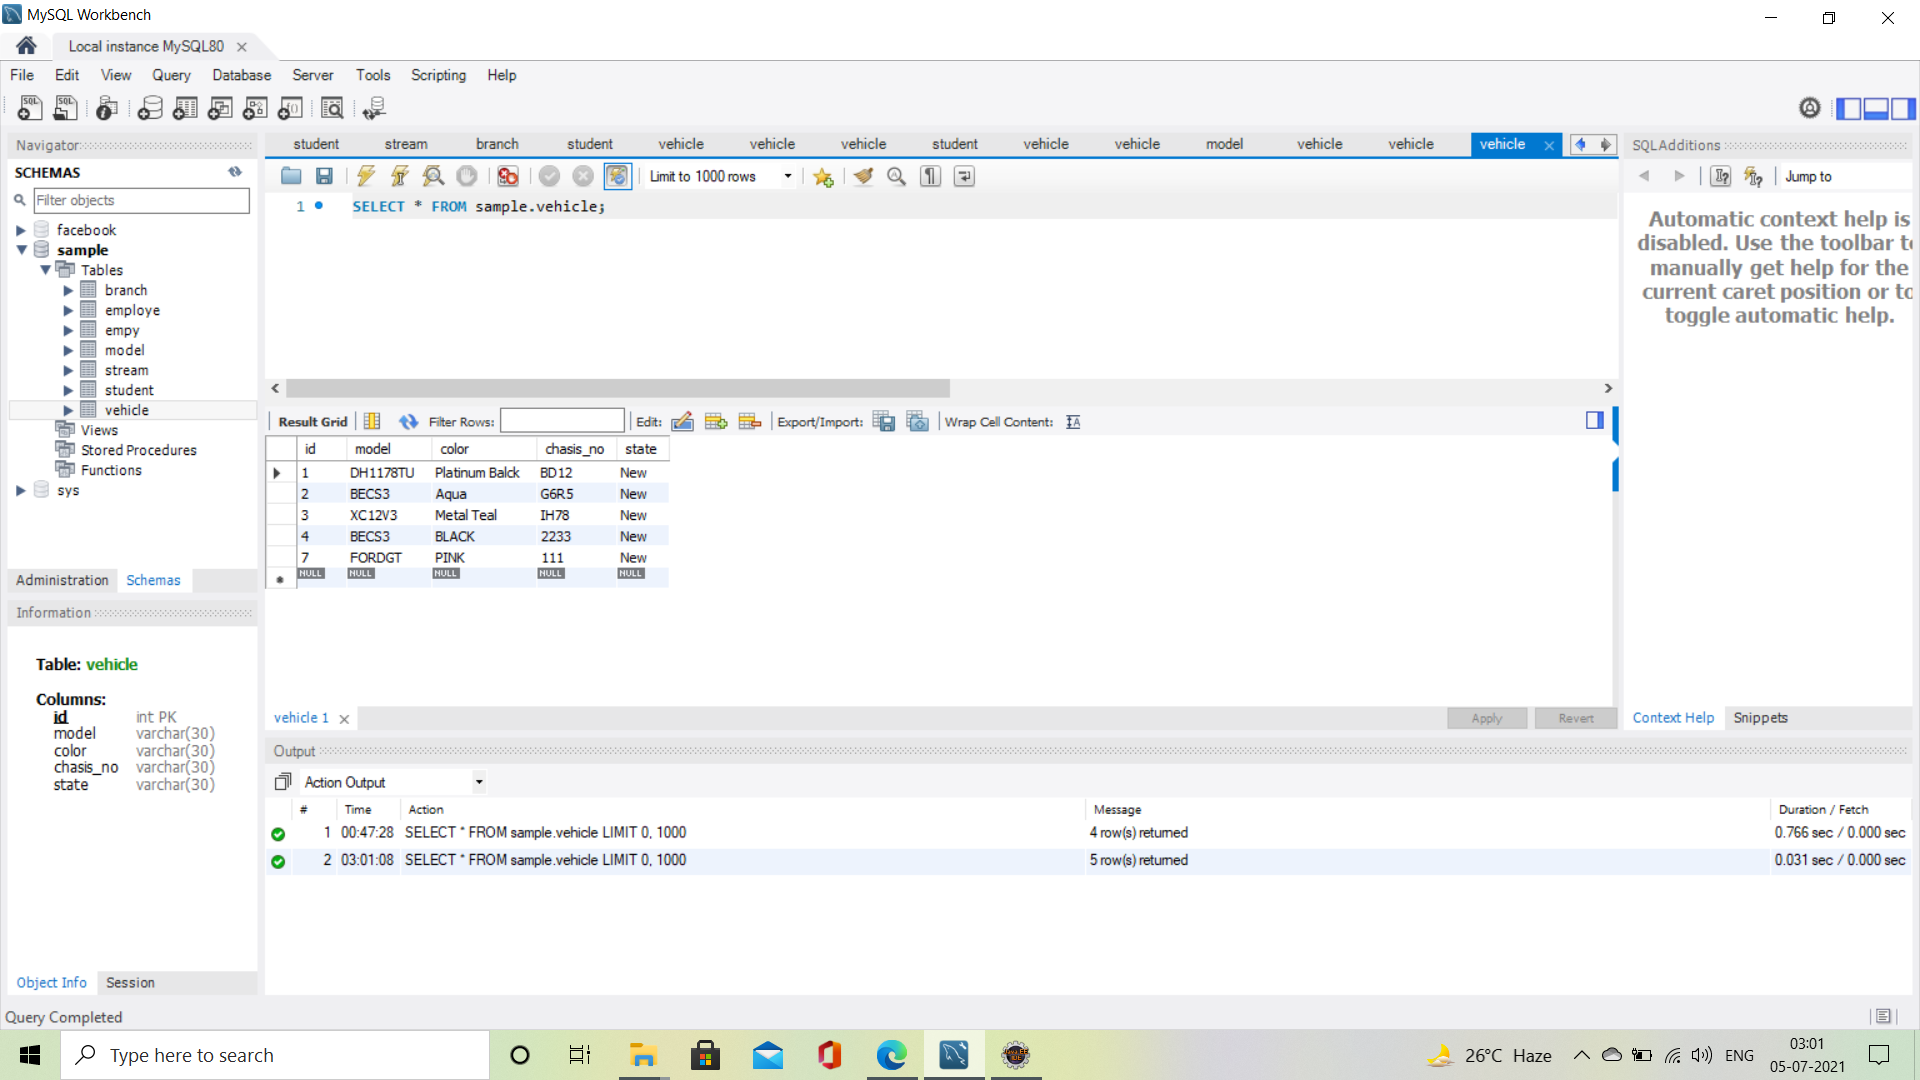 MySQL Workbench
Local instance MySQL80
File Edit View Query Database Server Tools Scripting Help
Navigator
SCHEMAS
Filter objects
facebook
sample
Tables
branch
employe
empy
model
stream
student
vehicle
Views
Stored Procedures
Functions
sys
Administration Schemas
Information
Table: vehicle
Columns:
id int PK
model varchar(30)
color varchar(30)
chasis_no varchar(30)
state varchar(30)
Object Info Session
student stream branch student vehicle vehicle vehicle student vehicle vehicle model vehicle vehicle vehicle
Limit to 1000 rows
1 SELECT * FROM sample.vehicle;
Result Grid Filter Rows: Edit: Export/Import: Wrap Cell Content:
id model color chasis_no state
1 DH1178TU Platinum Balck BD12 New
2 BECS3 Aqua G6R5 New
3 XC12V3 Metal Teal IH78 New
4 BECS3 BLACK 2233 New
7 FORDGT PINK 111 New
NULL NULL NULL NULL NULL
vehicle 1
Apply Revert
SQLAdditions
Jump to
Automatic context help is
disabled. Use the toolbar to
manually get help for the
current caret position or to
toggle automatic help.
Context Help Snippets
Output
Action Output
# Time Action Message Duration / Fetch
1 00:47:28 SELECT * FROM sample.vehicle LIMIT 0, 1000 4 row(s) returned 0.766 sec / 0.000 sec
2 03:01:08 SELECT * FROM sample.vehicle LIMIT 0, 1000 5 row(s) returned 0.031 sec / 0.000 sec
Query Completed
Type here to search
26°C Haze
ENG
03:01
05-07-2021